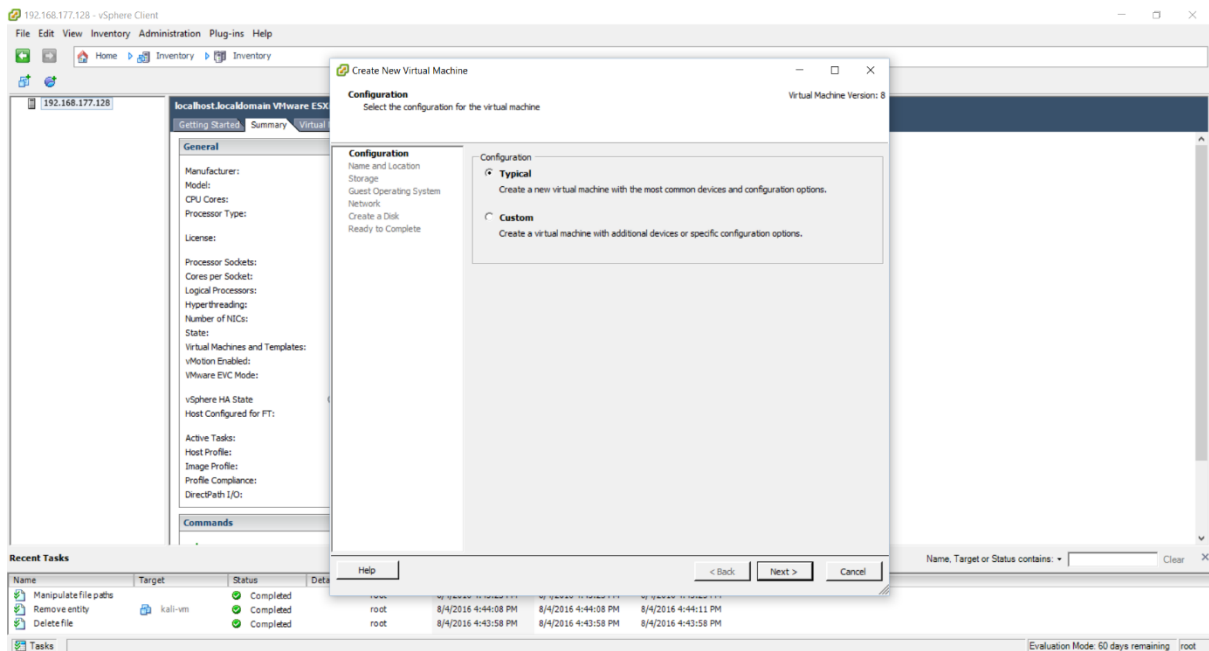 192.168.177.128 - vSphere Client
File Edit View Inventory Administration Plug-ins Help
Home Inventory Inventory
192.168.177.128
localhost.localdomain VMware ESX
Getting Started Summary Virtual
General
Manufacturer:
Model:
CPU Cores:
Processor Type:
License:
Processor Sockets:
Cores per Socket:
Logical Processors:
Hyperthreading:
Number of NICs:
State:
Virtual Machines and Templates:
vMotion Enabled:
VMware EVC Mode:
vSphere HA State
Host Configured for FT:
Active Tasks:
Host Profile:
Image Profile:
Profile Compliance:
DirectPath I/O:
Commands
Create New Virtual Machine
Configuration
Virtual Machine Version: 8
Select the configuration for the virtual machine
Configuration
Name and Location
Storage
Guest Operating System
Network
Create a Disk
Ready to Complete
Configuration
Typical
Create a new virtual machine with the most common devices and configuration options.
Custom
Create a virtual machine with additional devices or specific configuration options.
Help < Back Next > Cancel
Recent Tasks
Name, Target or Status contains: Clear
Name Target Status Deta
Manipulate file paths Completed root
Remove entity kali-vm Completed root 8/4/2016 4:44:08 PM 8/4/2016 4:44:08 PM 8/4/2016 4:44:11 PM
Delete file Completed root 8/4/2016 4:43:58 PM 8/4/2016 4:43:58 PM 8/4/2016 4:43:58 PM
Tasks
Evaluation Mode: 60 days remaining root